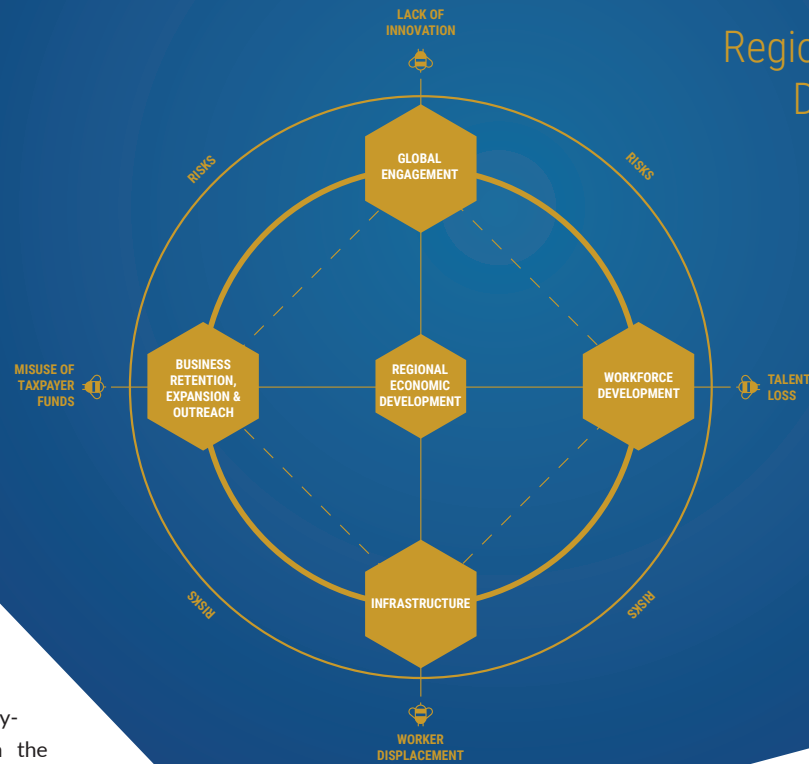 LACK OF
INNOVATION
RISKS
RISKS
GLOBAL
ENGAGEMENT
MISUSE OF
TAXPAYER
FUNDS
BUSINESS
RETENTION,
EXPANSION &
OUTREACH
REGIONAL
ECONOMIC
DEVELOPMENT
WORKFORCE
DEVELOPMENT
TALENT
LOSS
RISKS
RISKS
INFRASTRUCTURE
WORKER
DISPLACEMENT
the